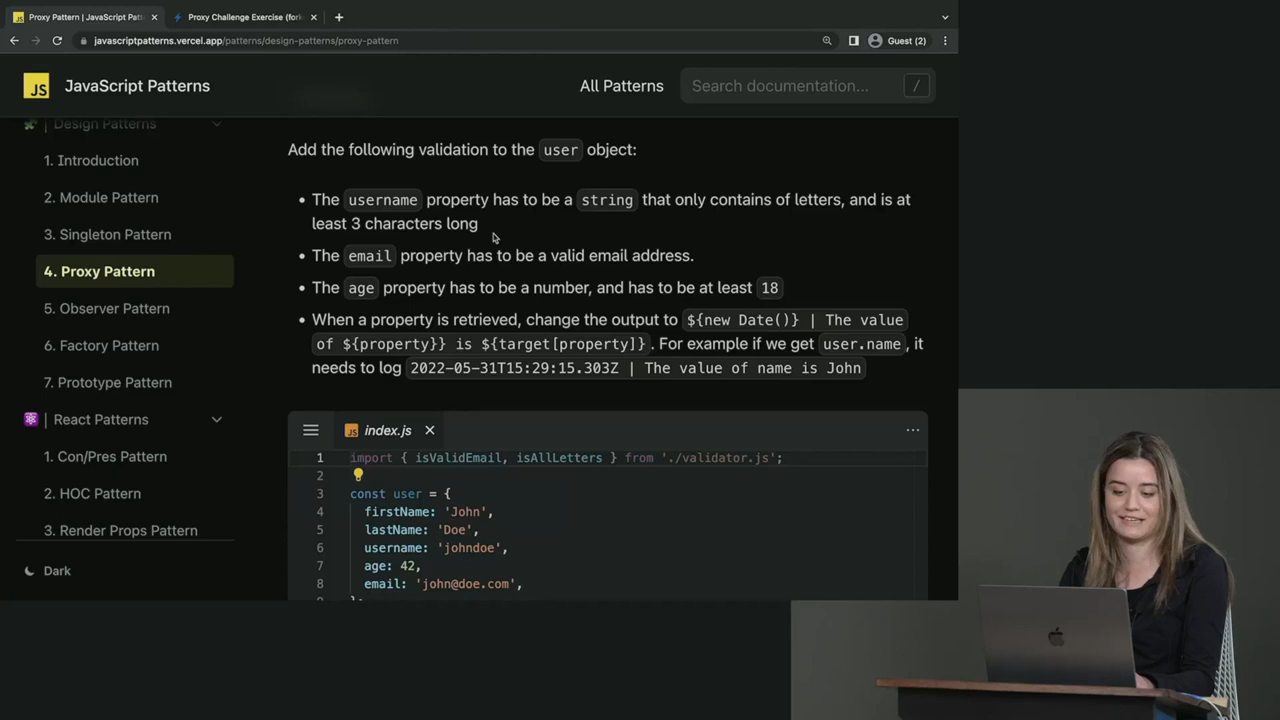 Proxy Pattern | JavaScript Patt
Proxy Challenge Exercise (fork
javascriptpatterns.vercel.app/patterns/design-patterns/proxy-pattern
Guest (2)
JS
JavaScript Patterns
All Patterns
Search documentation...
/
| Design Patterns
1. Introduction
2. Module Pattern
3. Singleton Pattern
4. Proxy Pattern
5. Observer Pattern
6. Factory Pattern
7. Prototype Pattern
| React Patterns
1. Con/Pres Pattern
2. HOC Pattern
3. Render Props Pattern
Dark
Add the following validation to the user object:
• The username property has to be a string that only contains of letters, and is at
least 3 characters long
• The email property has to be a valid email address.
• The age property has to be a number, and has to be at least 18
• When a property is retrieved, change the output to ${new Date()} | The value
of ${property}} is ${target[property]}. For example if we get user.name, it
needs to log 2022-05-31T15:29:15.303Z | The value of name is John
JS index.js
1 import { isValidEmail, isAllLetters } from './validator.js';
2
3 const user = {
4 firstName: 'John',
5 lastName: 'Doe',
6 username: 'johndoe',
7 age: 42,
8 email: 'john@doe.com',